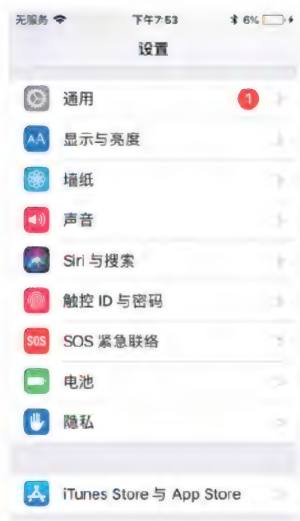 无服务 下午7:53 6%
设置
通用 1
AA 显示与亮度
墙纸
声音
Siri 与搜索
触控 ID 与密码
SOS SOS 紧急联络
电池
隐私
iTunes Store 与 App Store